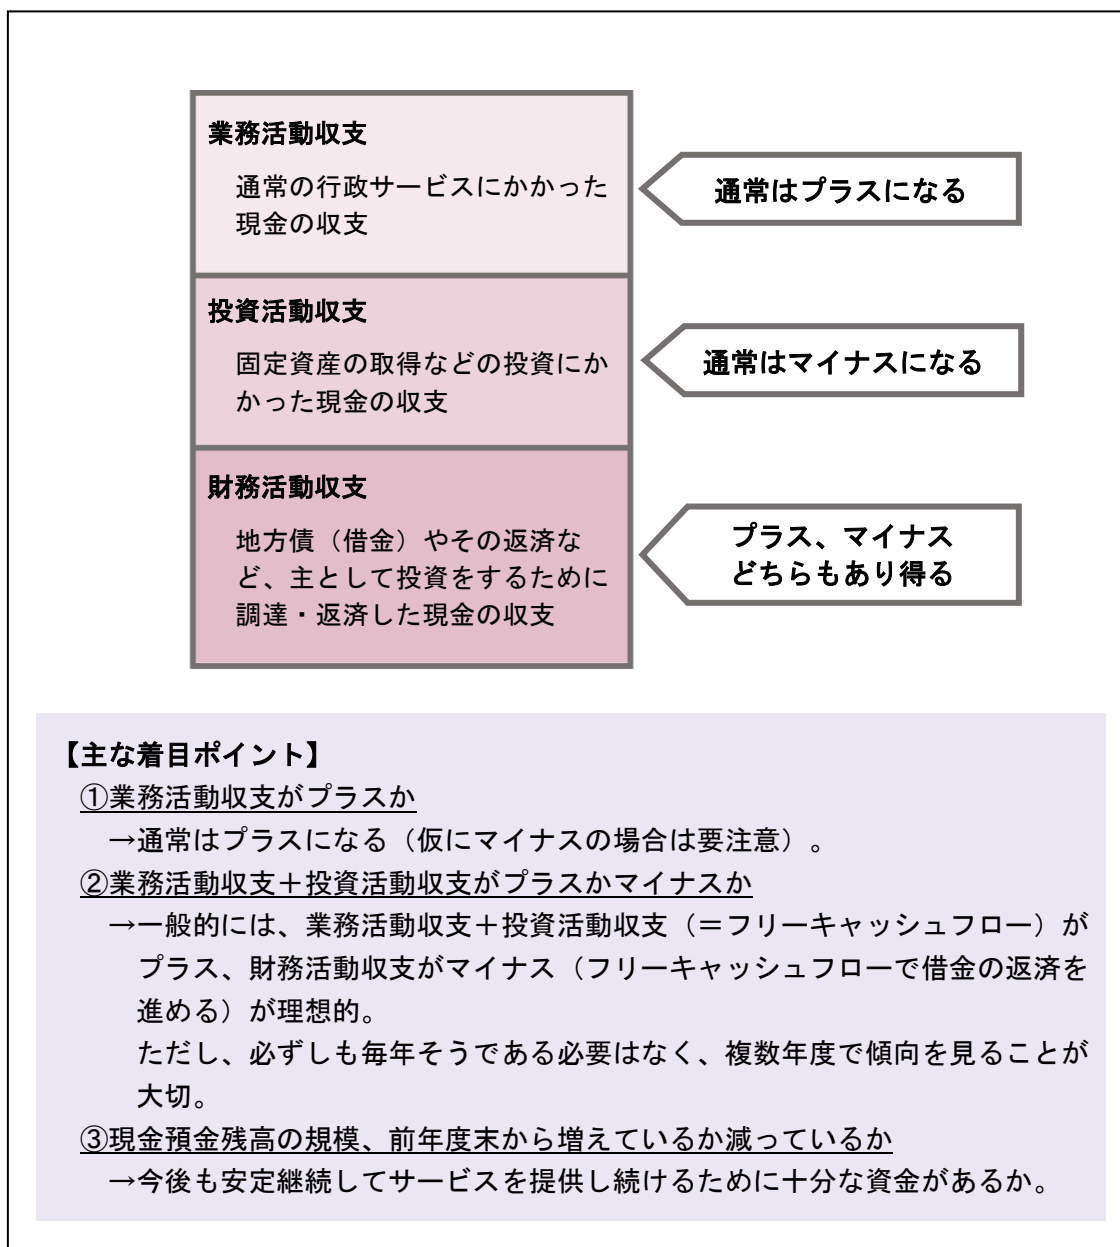 業務活動収支
通常の行政サービスにかかった
現金の収支
通常はプラスになる
投資活動収支
固定資産の取得などの投資にか
かった現金の収支
通常はマイナスになる
財務活動収支
地方債（借金）やその返済な
ど、主として投資をするために
調達・返済した現金の収支
プラス、マイナス
どちらもあり得る
【主な着目ポイント】
①業務活動収支がプラスか
→通常はプラスになる（仮にマイナスの場合は要注意）。
②業務活動収支＋投資活動収支がプラスかマイナスか
→一般的には、業務活動収支＋投資活動収支（＝フリーキャッシュフロー）が
プラス、財務活動収支がマイナス（フリーキャッシュフローで借金の返済を
進める）が理想的。
ただし、必ずしも毎年そうである必要はなく、複数年度で傾向を見ることが
大切。
③現金預金残高の規模、前年度末から増えているか減っているか
→今後も安定継続してサービスを提供し続けるために十分な資金があるか。